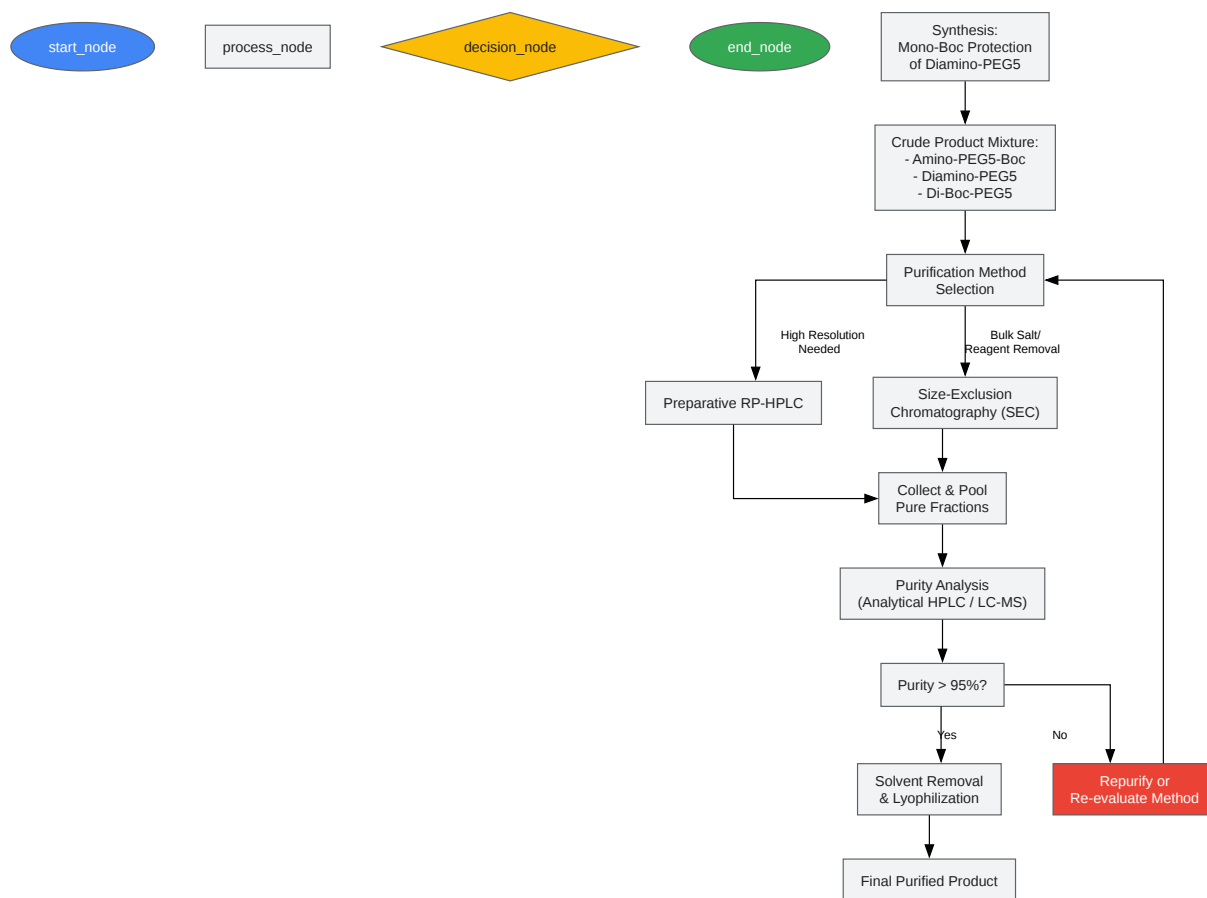 start_node
process_node
decision_node
end_node
Synthesis:
Mono-Boc Protection
of Diamino-PEG5
Crude Product Mixture:
- Amino-PEG5-Boc
- Diamino-PEG5
- Di-Boc-PEG5
Purification Method
Selection
High Resolution
Needed
Bulk Salt/
Reagent Removal
Preparative RP-HPLC
Size-Exclusion
Chromatography (SEC)
Collect & Pool
Pure Fractions
Purity Analysis
(Analytical HPLC / LC-MS)
Purity > 95%?
Yes
No
Solvent Removal
& Lyophilization
Repurify or
Re-evaluate Method
Final Purified Product